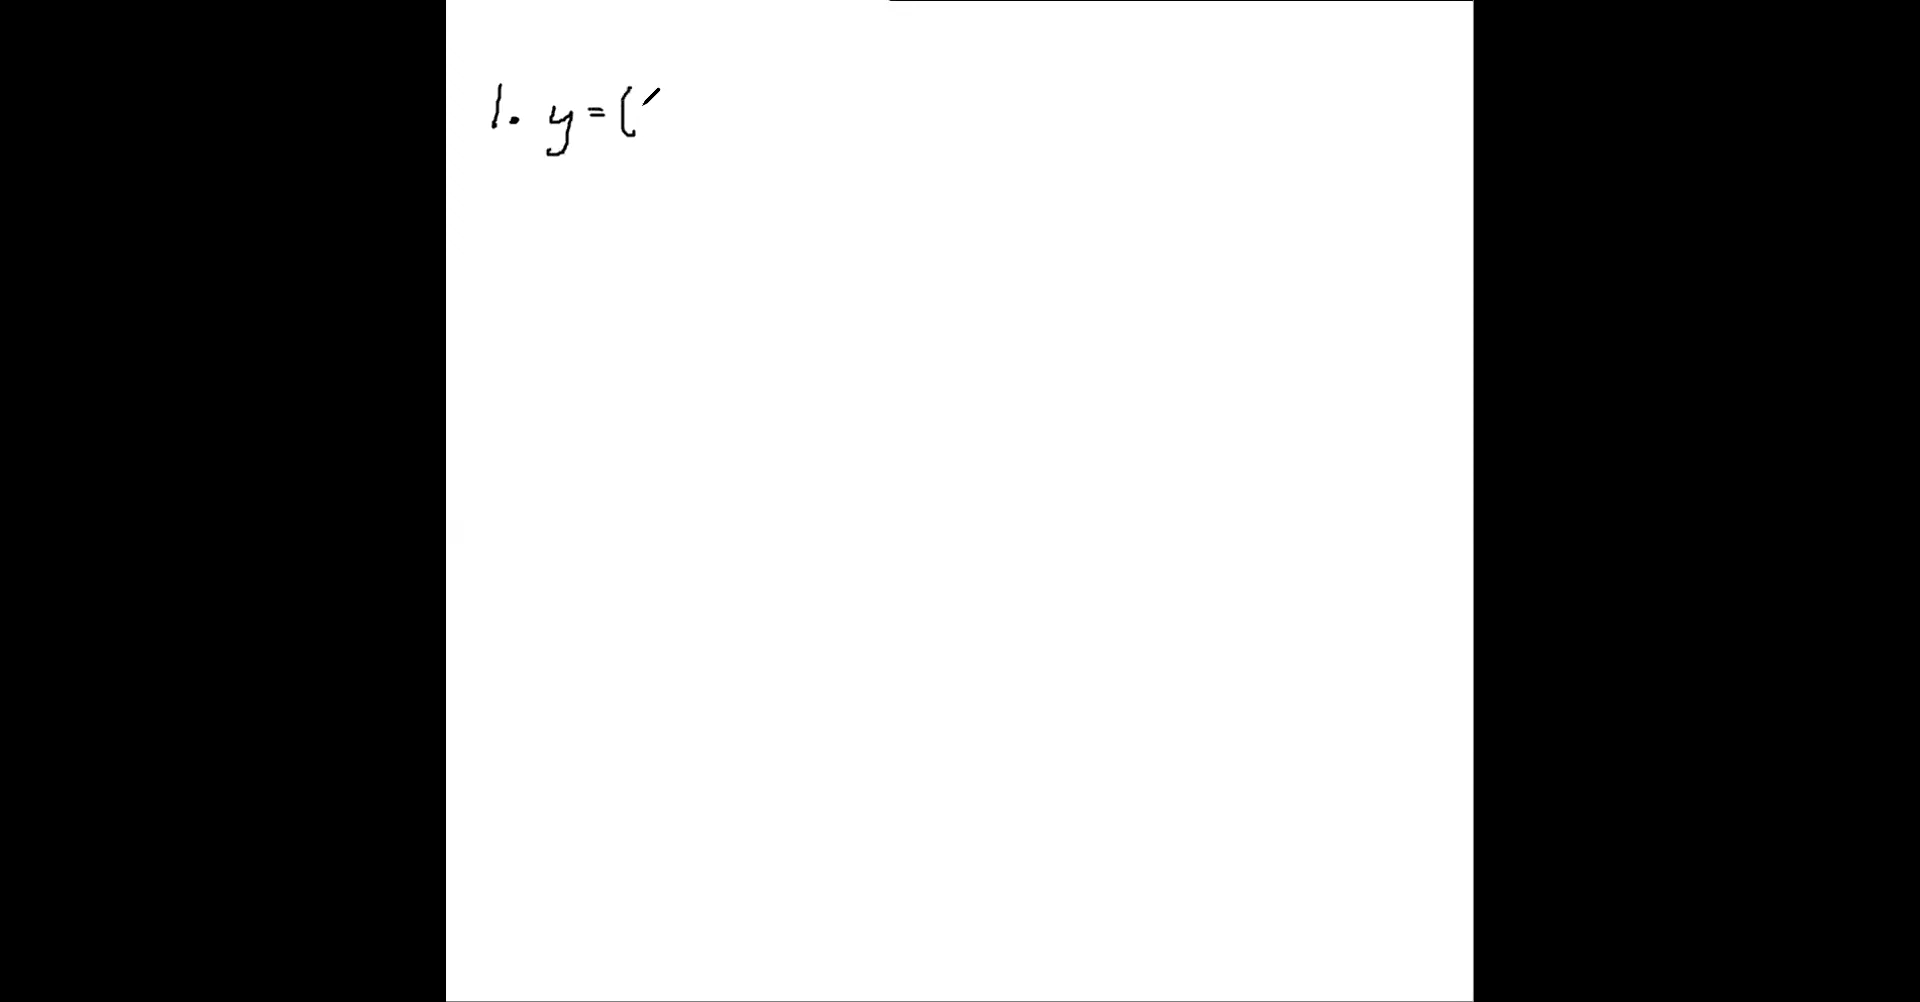 1. y = (